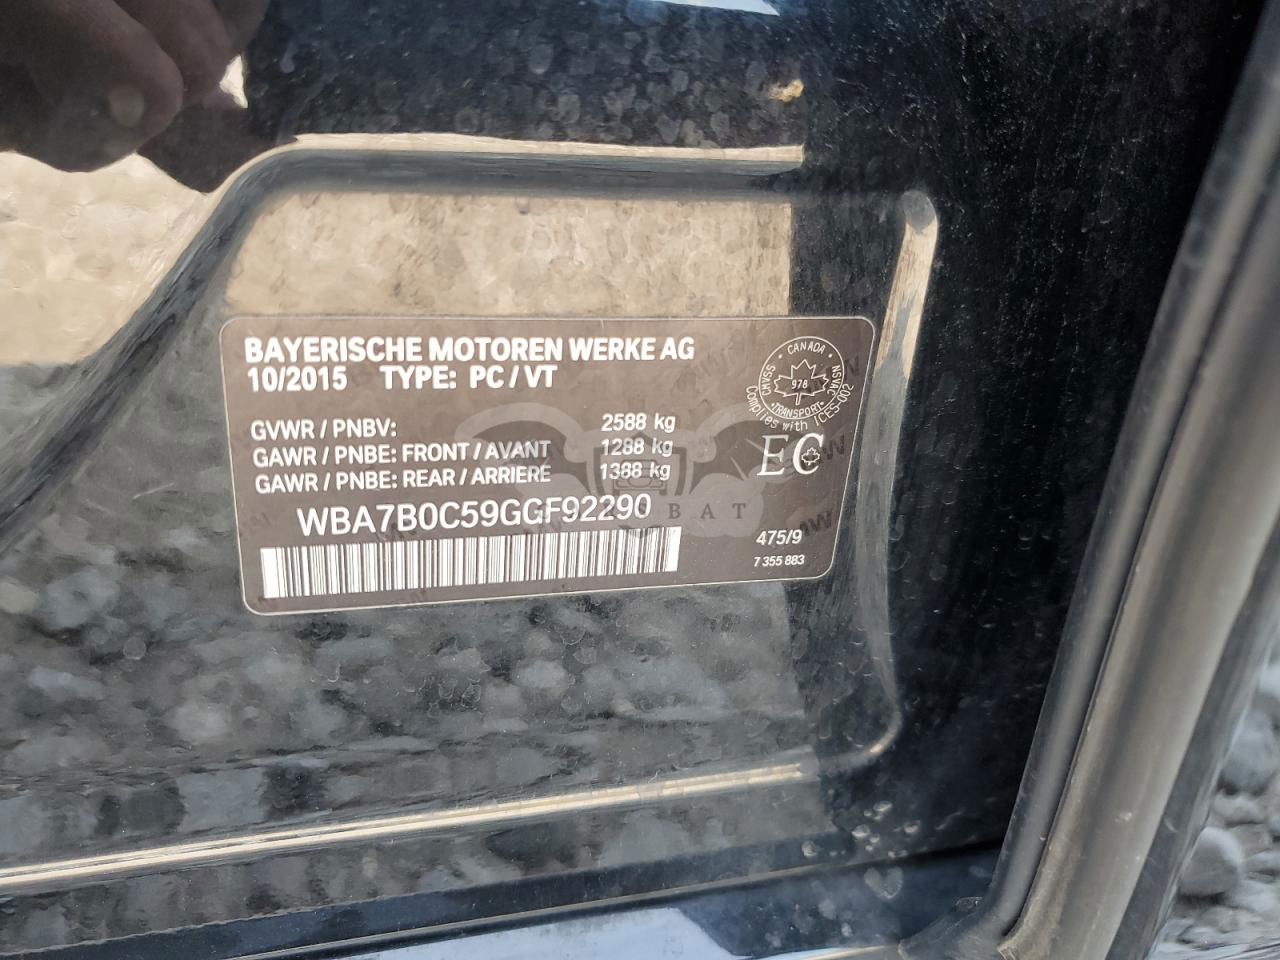 BAYERISCHE MOTOREN WERKE AG
10/2015 TYPE: PC / VT
CANADA
CMVSS NSVAC
978
TRANSPORT
Complies with ICES-002
GVWR / PNBV: 2588 kg
GAWR / PNBE: FRONT / AVANT 1288 kg
GAWR / PNBE: REAR / ARRIERE 1388 kg
EC
WBA7B0C59GGF92290
475/9
7 355 883